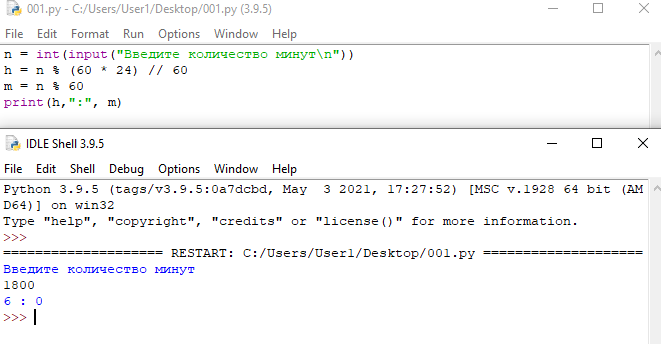 001.py - C:/Users/User1/Desktop/001.py (3.9.5)
File Edit Format Run Options Window Help
n = int(input("Введите количество минут\n"))
h = n % (60 * 24) // 60
m = n % 60
print(h,":", m)
IDLE Shell 3.9.5
File Edit Shell Debug Options Window Help
Python 3.9.5 (tags/v3.9.5:0a7dcbd, May  3 2021, 17:27:52) [MSC v.1928 64 bit (AM
D64)] on win32
Type "help", "copyright", "credits" or "license()" for more information.
>>>
==================== RESTART: C:/Users/User1/Desktop/001.py ====================
Введите количество минут
1800
6 : 0
>>>